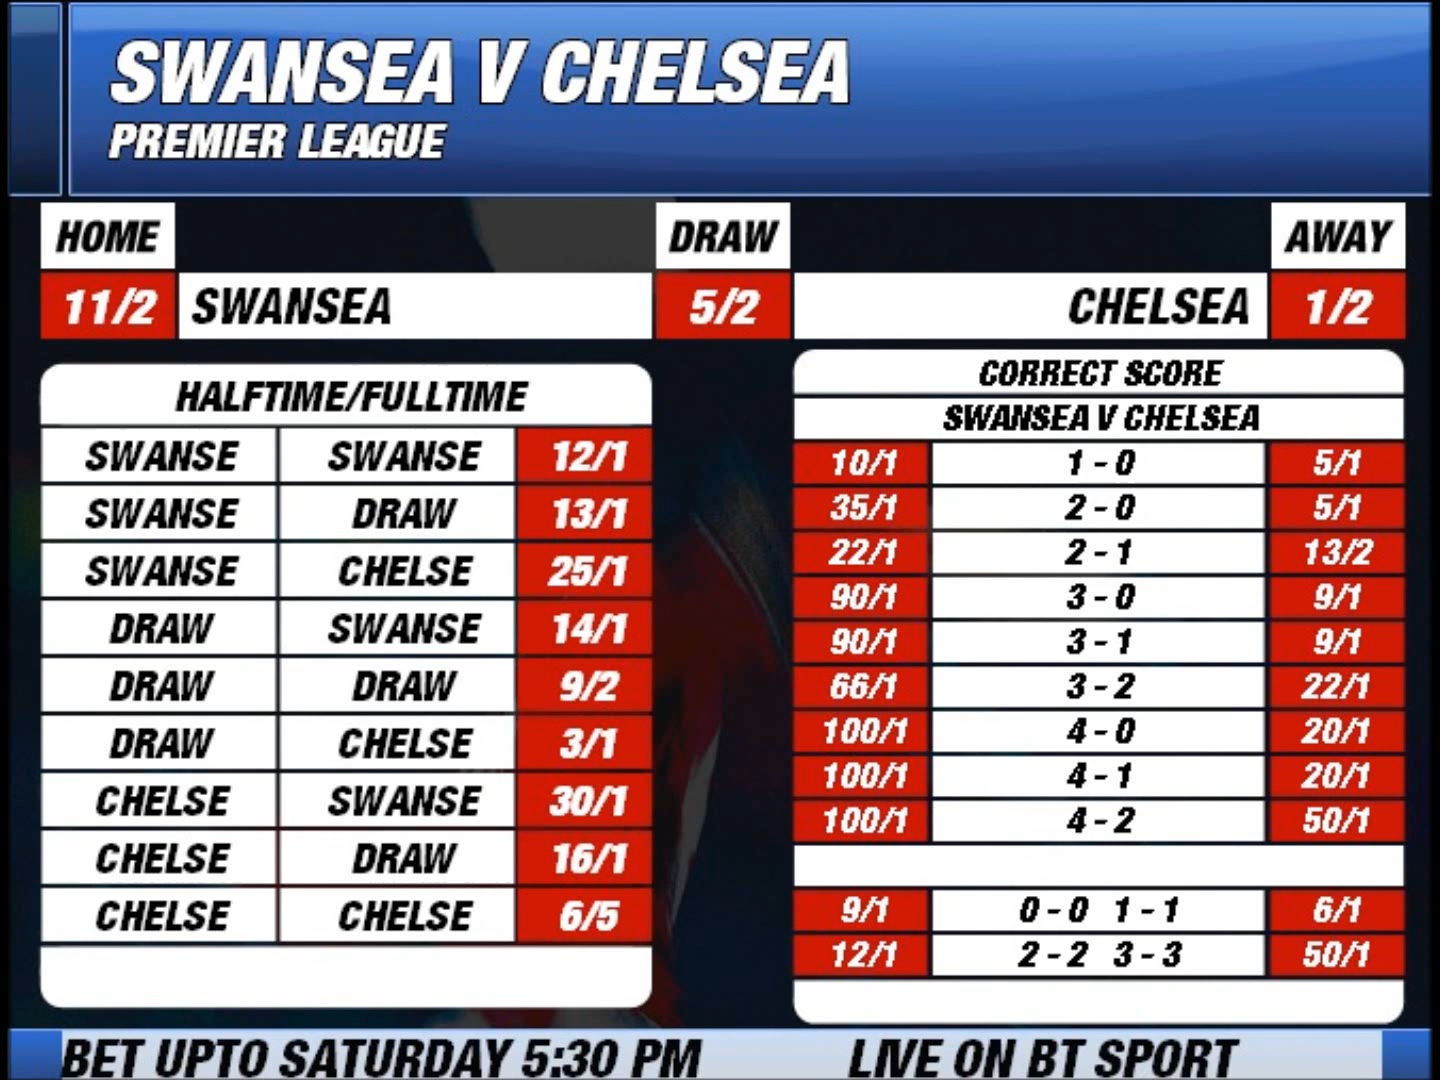 SWANSEA V CHELSEA
PREMIER LEAGUE
HOME DRAW AWAY
11/2 SWANSEA 5/2 CHELSEA 1/2
HALFTIME/FULLTIME
SWANSE SWANSE 12/1
SWANSE DRAW 13/1
SWANSE CHELSE 25/1
DRAW SWANSE 14/1
DRAW DRAW 9/2
DRAW CHELSE 3/1
CHELSE SWANSE 30/1
CHELSE DRAW 16/1
CHELSE CHELSE 6/5
CORRECT SCORE
SWANSEA V CHELSEA
10/1 1 - 0 5/1
35/1 2 - 0 5/1
22/1 2 - 1 13/2
90/1 3 - 0 9/1
90/1 3 - 1 9/1
66/1 3 - 2 22/1
100/1 4 - 0 20/1
100/1 4 - 1 20/1
100/1 4 - 2 50/1
9/1 0 - 0 1 - 1 6/1
12/1 2 - 2 3 - 3 50/1
BET UPTO SATURDAY 5:30 PM LIVE ON BT SPORT